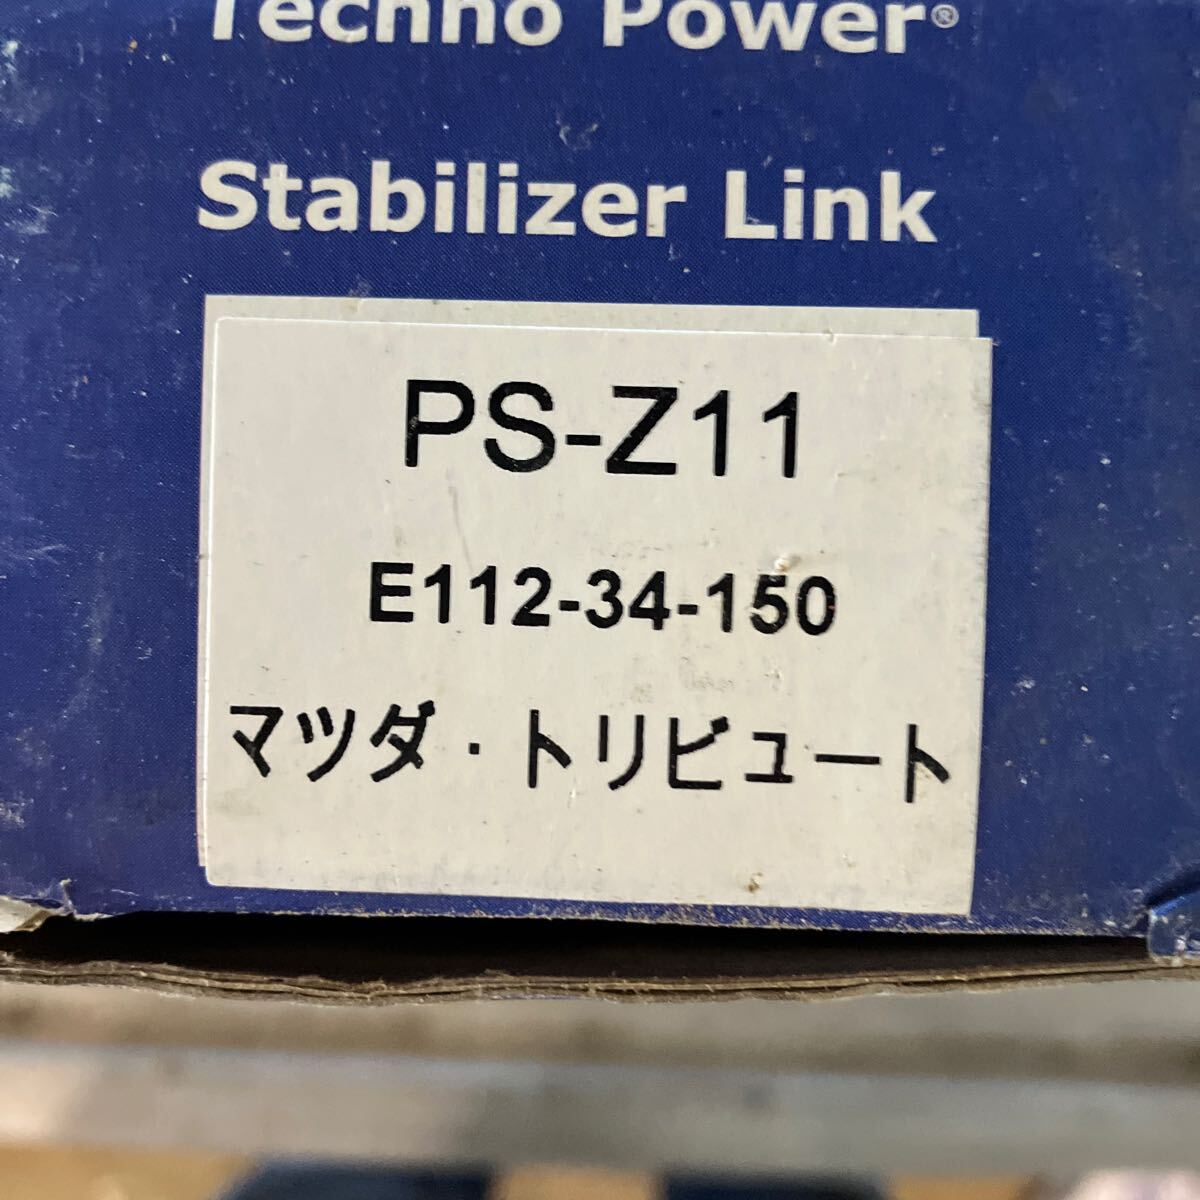 Techno Power®
Stabilizer Link
PS-Z11
E112-34-150
マツダ・トリビュート